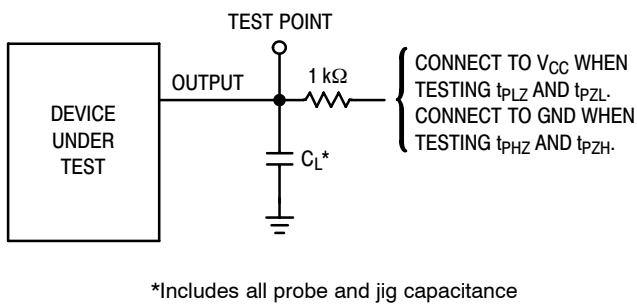 TEST POINT
OUTPUT
1 kΩ
DEVICE
UNDER
TEST
CL*
CONNECT TO VCC WHEN
TESTING tPLZ AND tPZL.
CONNECT TO GND WHEN
TESTING tPHZ AND tPZH.
*Includes all probe and jig capacitance